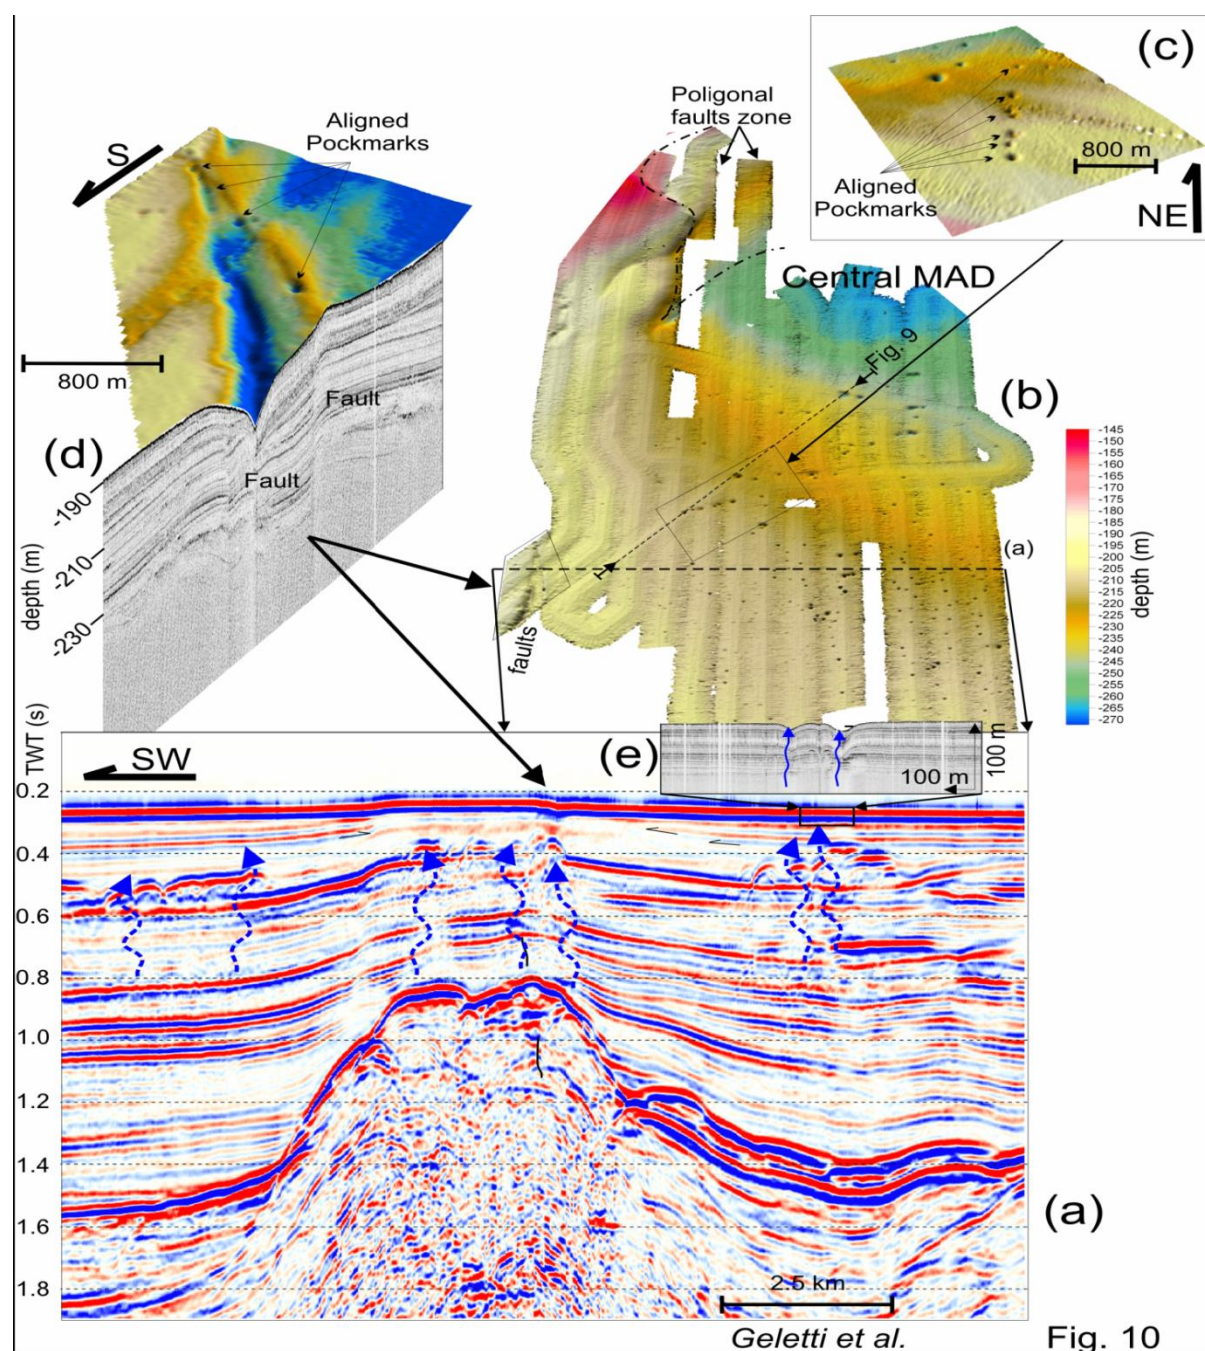 (c)
Aligned
Pockmarks
800 m
NE
Poligonal
faults zone
Aligned
Pockmarks
S
800 m
Fault
Fault
(d)
-190
-210
-230
depth (m)
Central MAD
Fig. 9
(b)
-145
-150
-155
-160
-165
-170
-175
-180
-185
-190
-195
-200
-205
-210
-215
-220
-225
-230
-235
-240
-245
-250
-255
-260
-265
-270
depth (m)
(a)
faults
TWT (s)
SW
(e)
100 m
100 m
0.2
0.4
0.6
0.8
1.0
1.2
1.4
1.6
1.8
(a)
2.5 km
Geletti et al.
Fig. 10